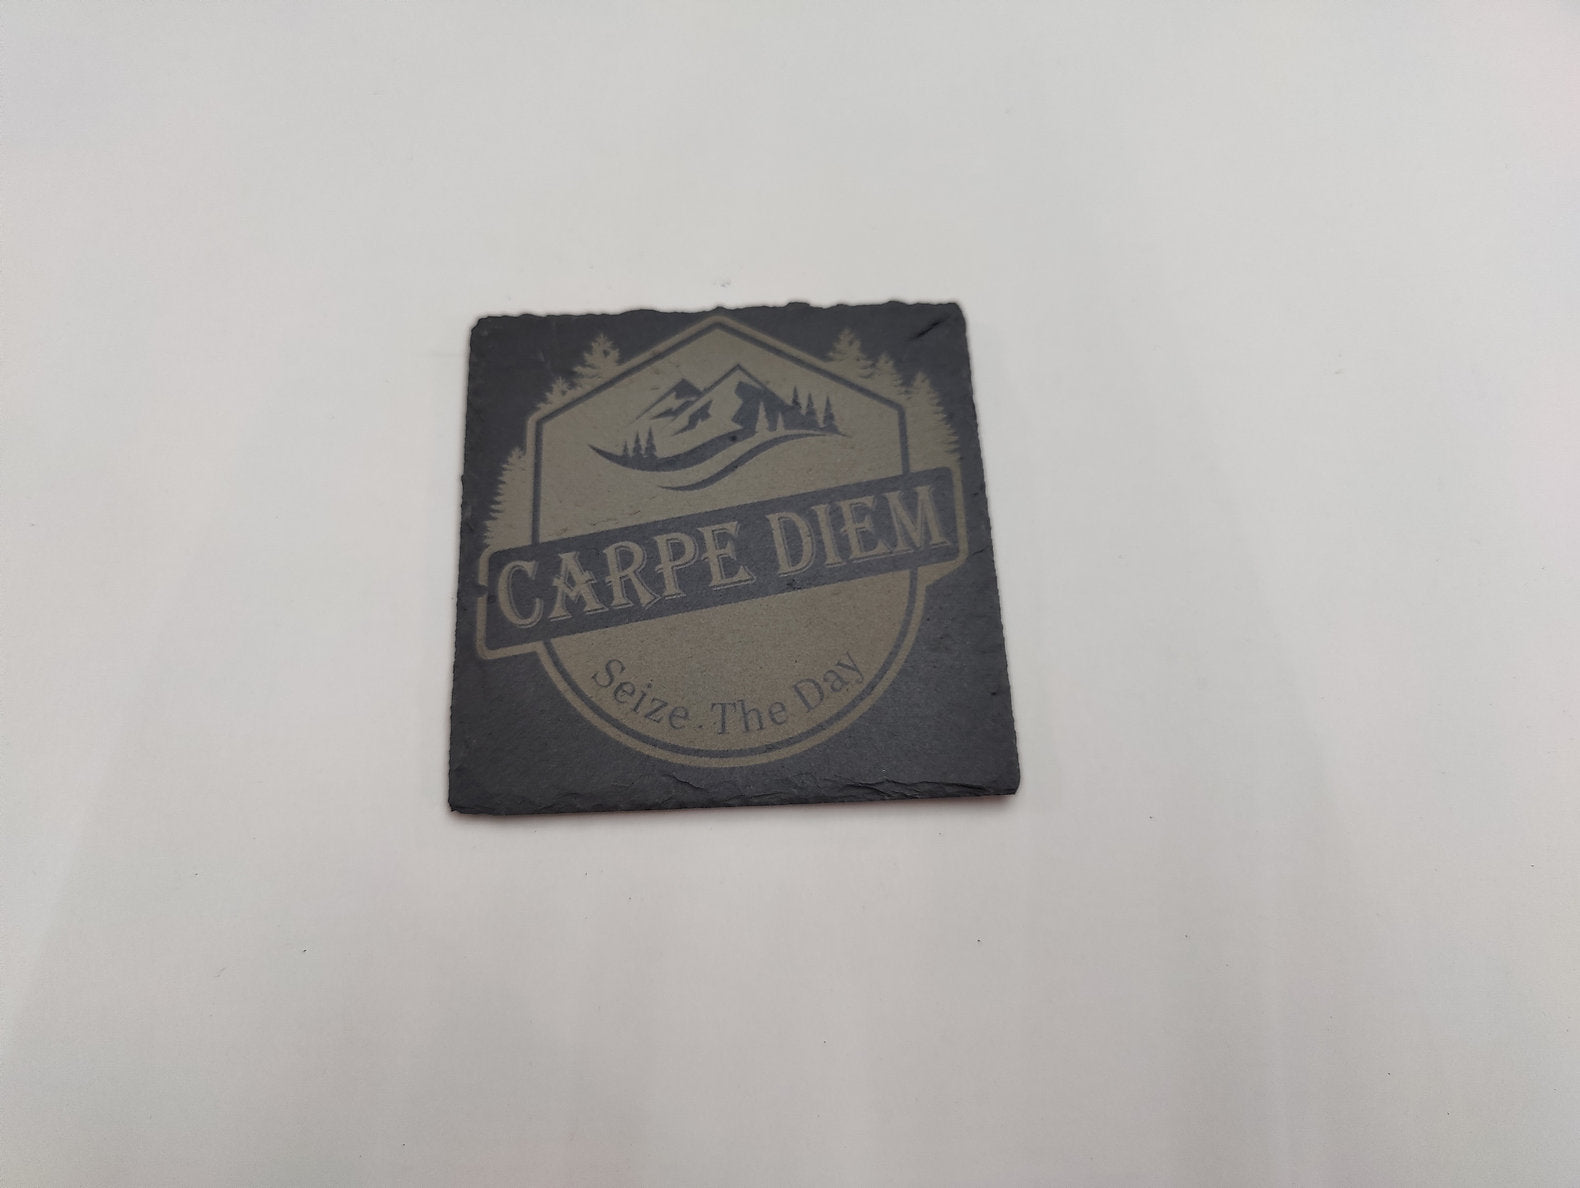 CARPE DIEM
Seize The Day